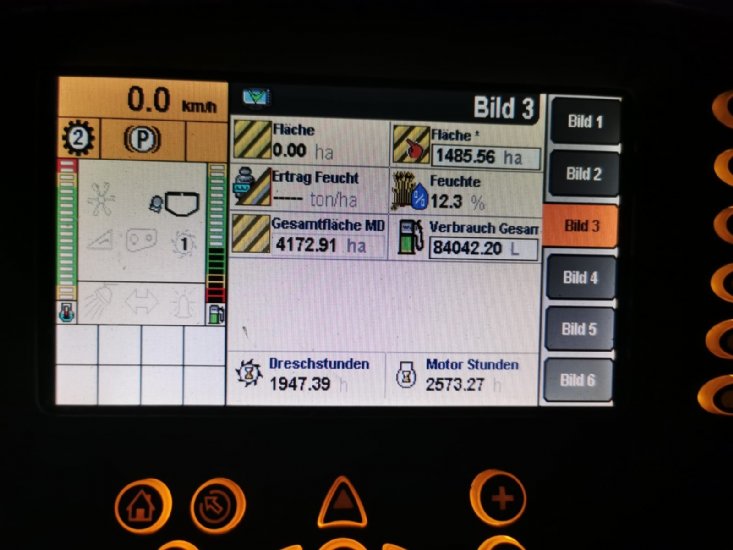 0.0 km/h
Bild 3
2
P
Fläche
0.00 ha
Fläche *
1485.56 ha
Ertrag Feucht
-.--- ton/ha
Feuchte
12.3 %
Gesamtfläche MD
4172.91 ha
Verbrauch Gesam
84042.20 L
1
Dreschstunden
1947.39 h
Motor Stunden
2573.27 h
Bild 1
Bild 2
Bild 3
Bild 4
Bild 5
Bild 6